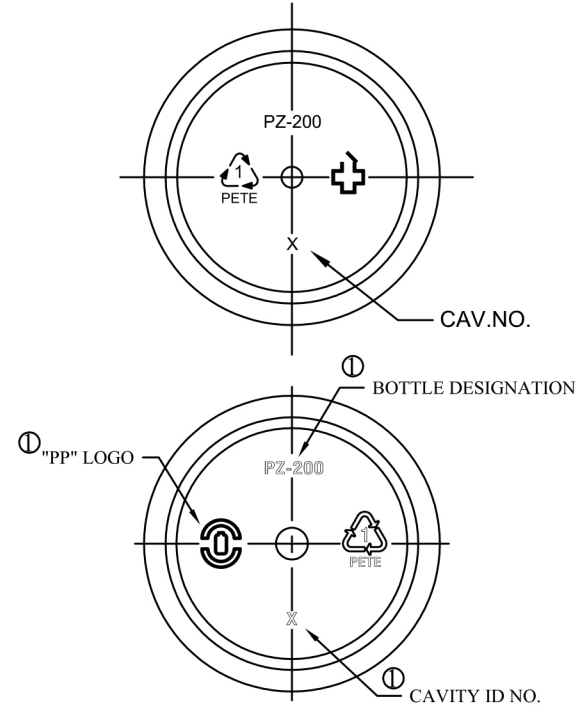 PZ-200
1
PETE
X
CAV.NO.
①
BOTTLE DESIGNATION
①
"PP" LOGO
PZ-200
1
PETE
X
①
CAVITY ID NO.